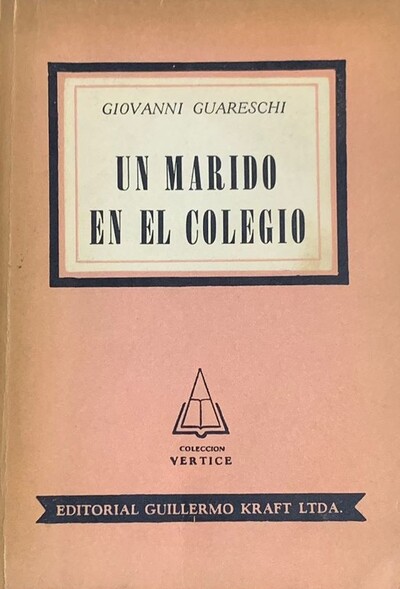 GIOVANNI GUARESCHI
UN MARIDO
EN EL COLEGIO
COLECCION
VERTICE
EDITORIAL GUILLERMO KRAFT LTDA.